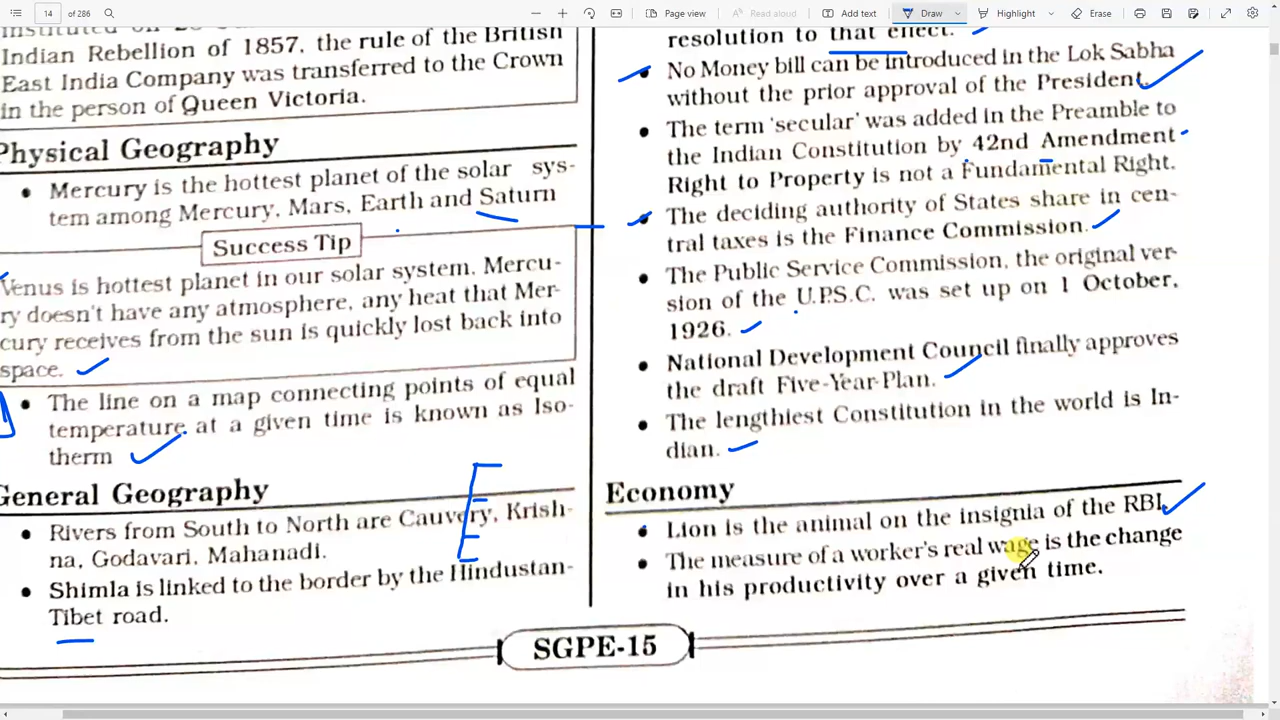 14 of 286
Page view
Read aloud
Add text
Draw
Highlight
Erase
Indian Rebellion of 1857, the rule of the British
East India Company was transferred to the Crown
in the person of Queen Victoria.
Physical Geography
• Mercury is the hottest planet of the solar sys-
tem among Mercury, Mars, Earth and Saturn
Success Tip
Venus is hottest planet in our solar system. Mercu-
ry doesn't have any atmosphere, any heat that Mer-
cury receives from the sun is quickly lost back into
space.
• The line on a map connecting points of equal
temperature at a given time is known as Iso-
therm
General Geography
• Rivers from South to North are Cauvery, Krish-
na, Godavari, Mahanadi.
• Shimla is linked to the border by the Hindustan-
Tibet road.
resolution to that effect.
• No Money bill can be introduced in the Lok Sabha
without the prior approval of the President.
• The term 'secular' was added in the Preamble to
the Indian Constitution by 42nd Amendment
Right to Property is not a Fundamental Right.
• The deciding authority of States share in cen-
tral taxes is the Finance Commission.
• The Public Service Commission, the original ver-
sion of the U.P.S.C. was set up on 1 October,
1926.
• National Development Council finally approves
the draft Five-Year-Plan.
• The lengthiest Constitution in the world is In-
dian.
Economy
• Lion is the animal on the insignia of the RBI.
• The measure of a worker's real wage is the change
in his productivity over a given time.
SGPE-15